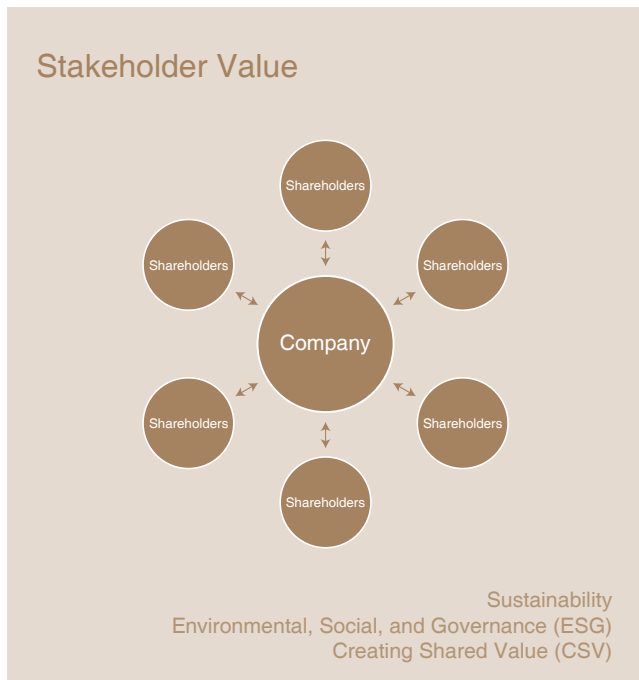 Stakeholder Value
Shareholders
Shareholders
Shareholders
Company
Shareholders
Shareholders
Shareholders
Sustainability
Environmental, Social, and Governance (ESG)
Creating Shared Value (CSV)